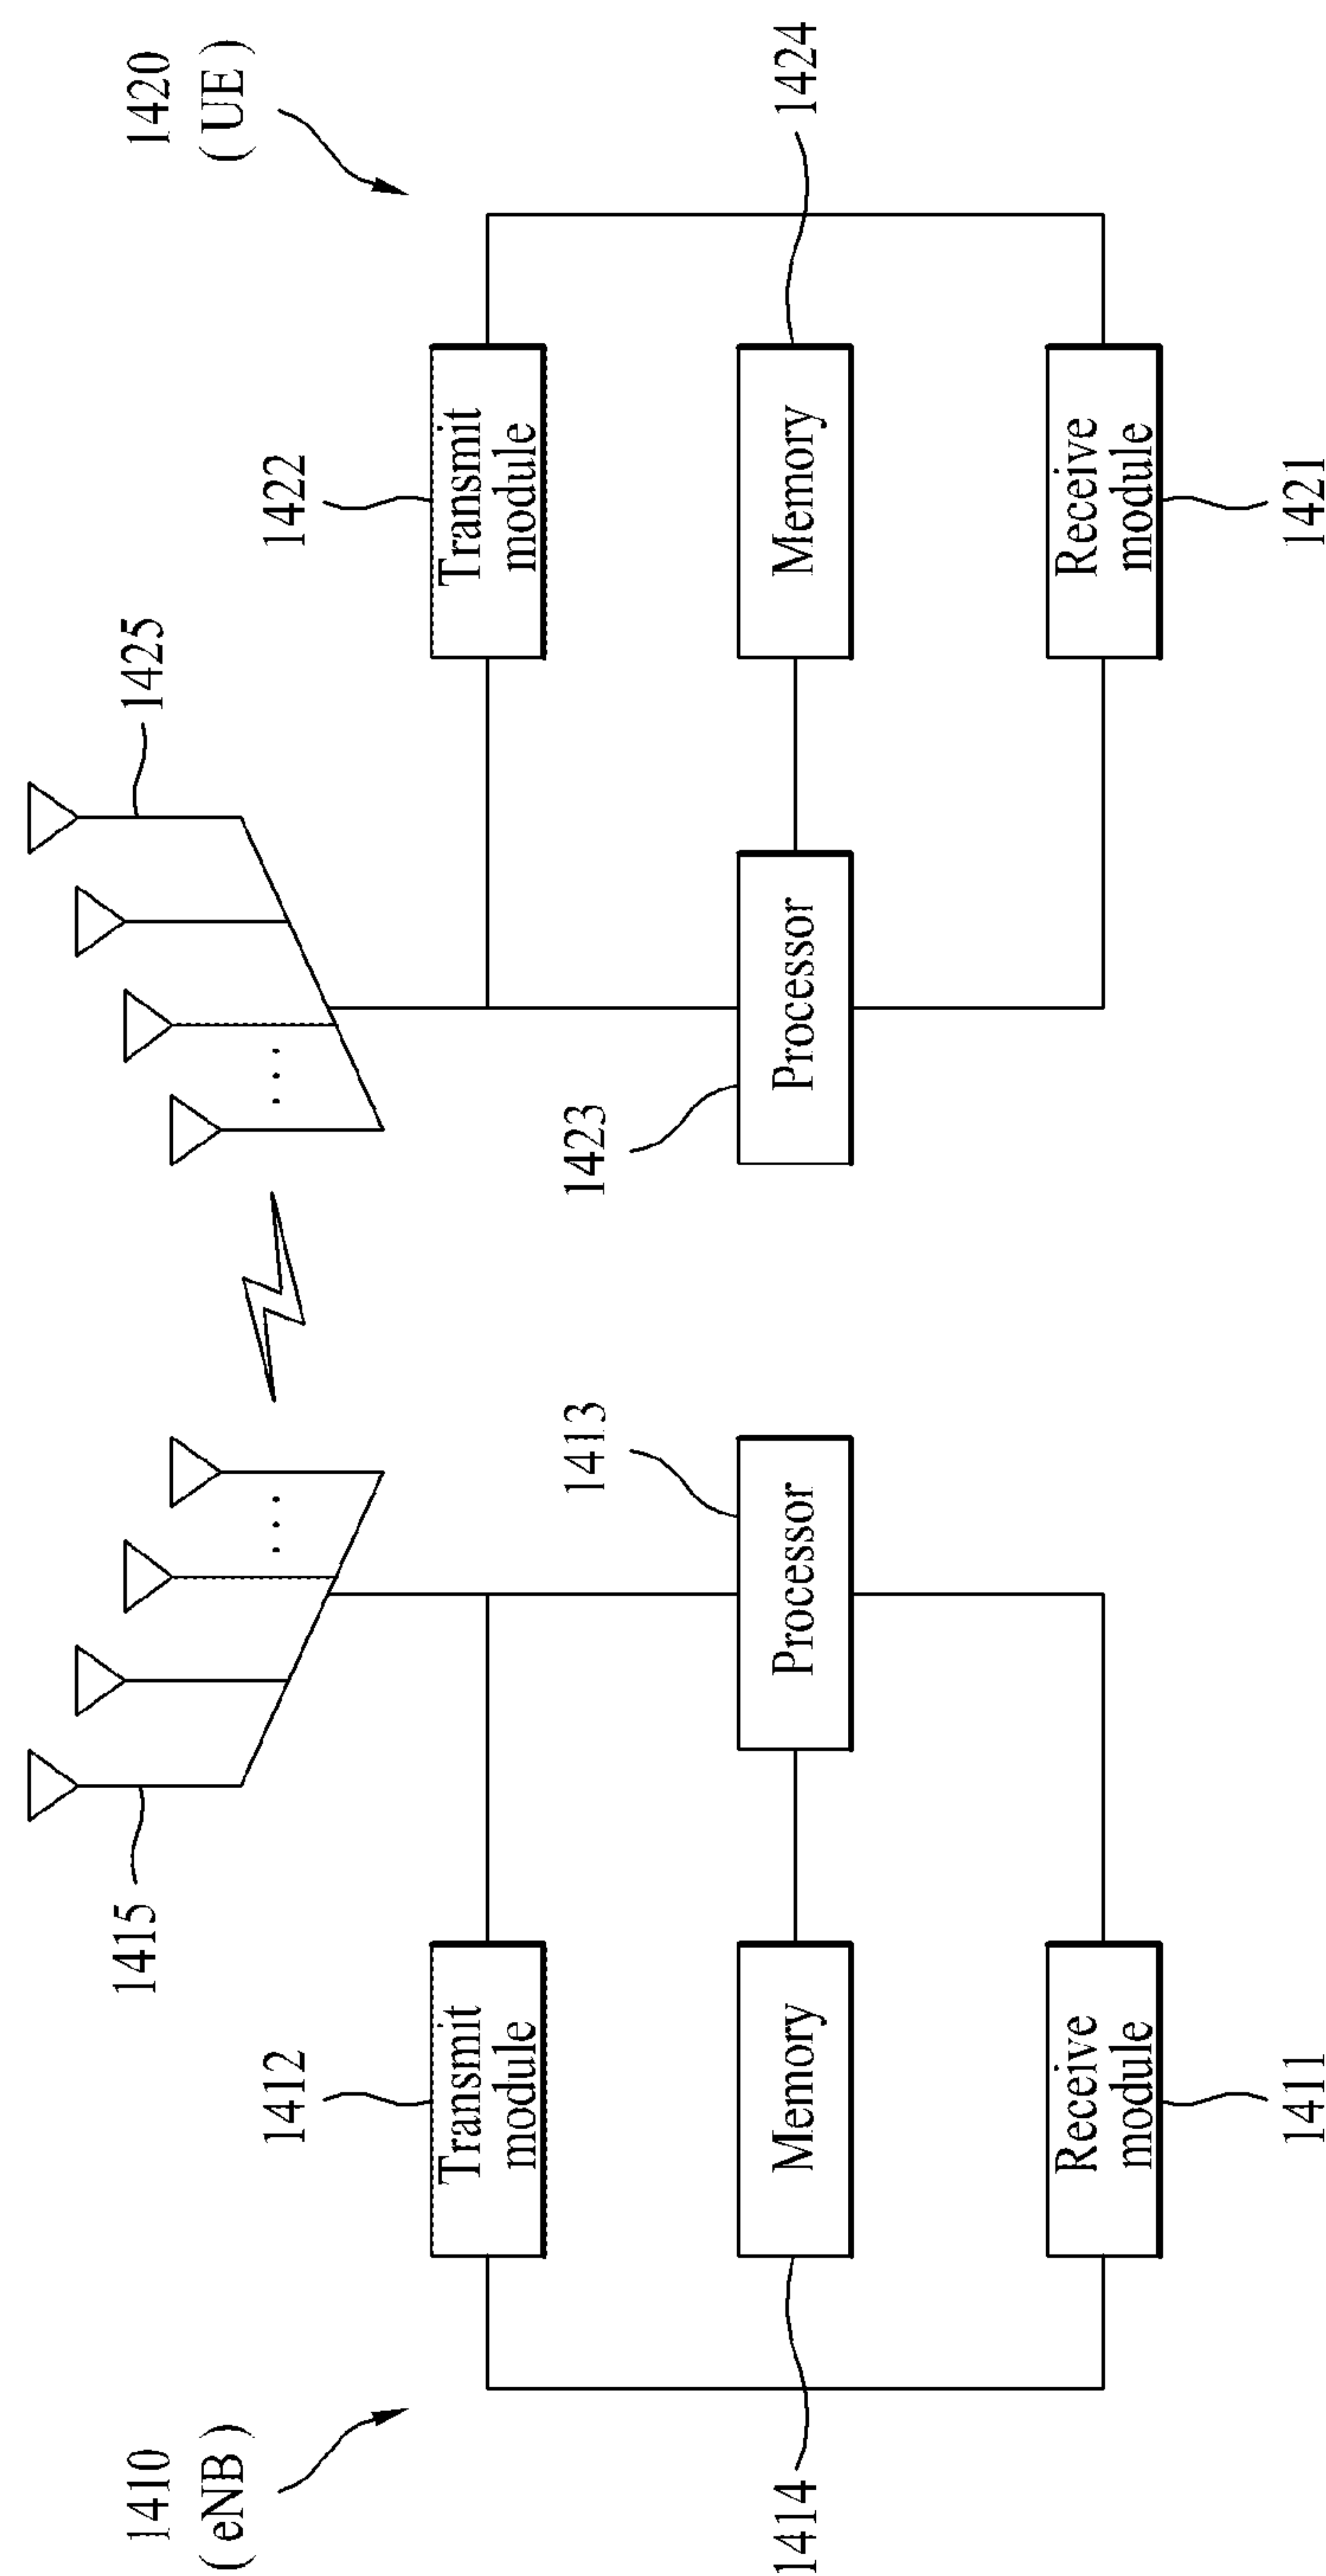 1410
( eNB )
1420
( UE )
1415
1425
1412
1422
Transmit
module
Transmit
module
1413
1423
Memory
Processor
Processor
Memory
1414
1424
Receive
module
Receive
module
1411
1421
. . .
. . .